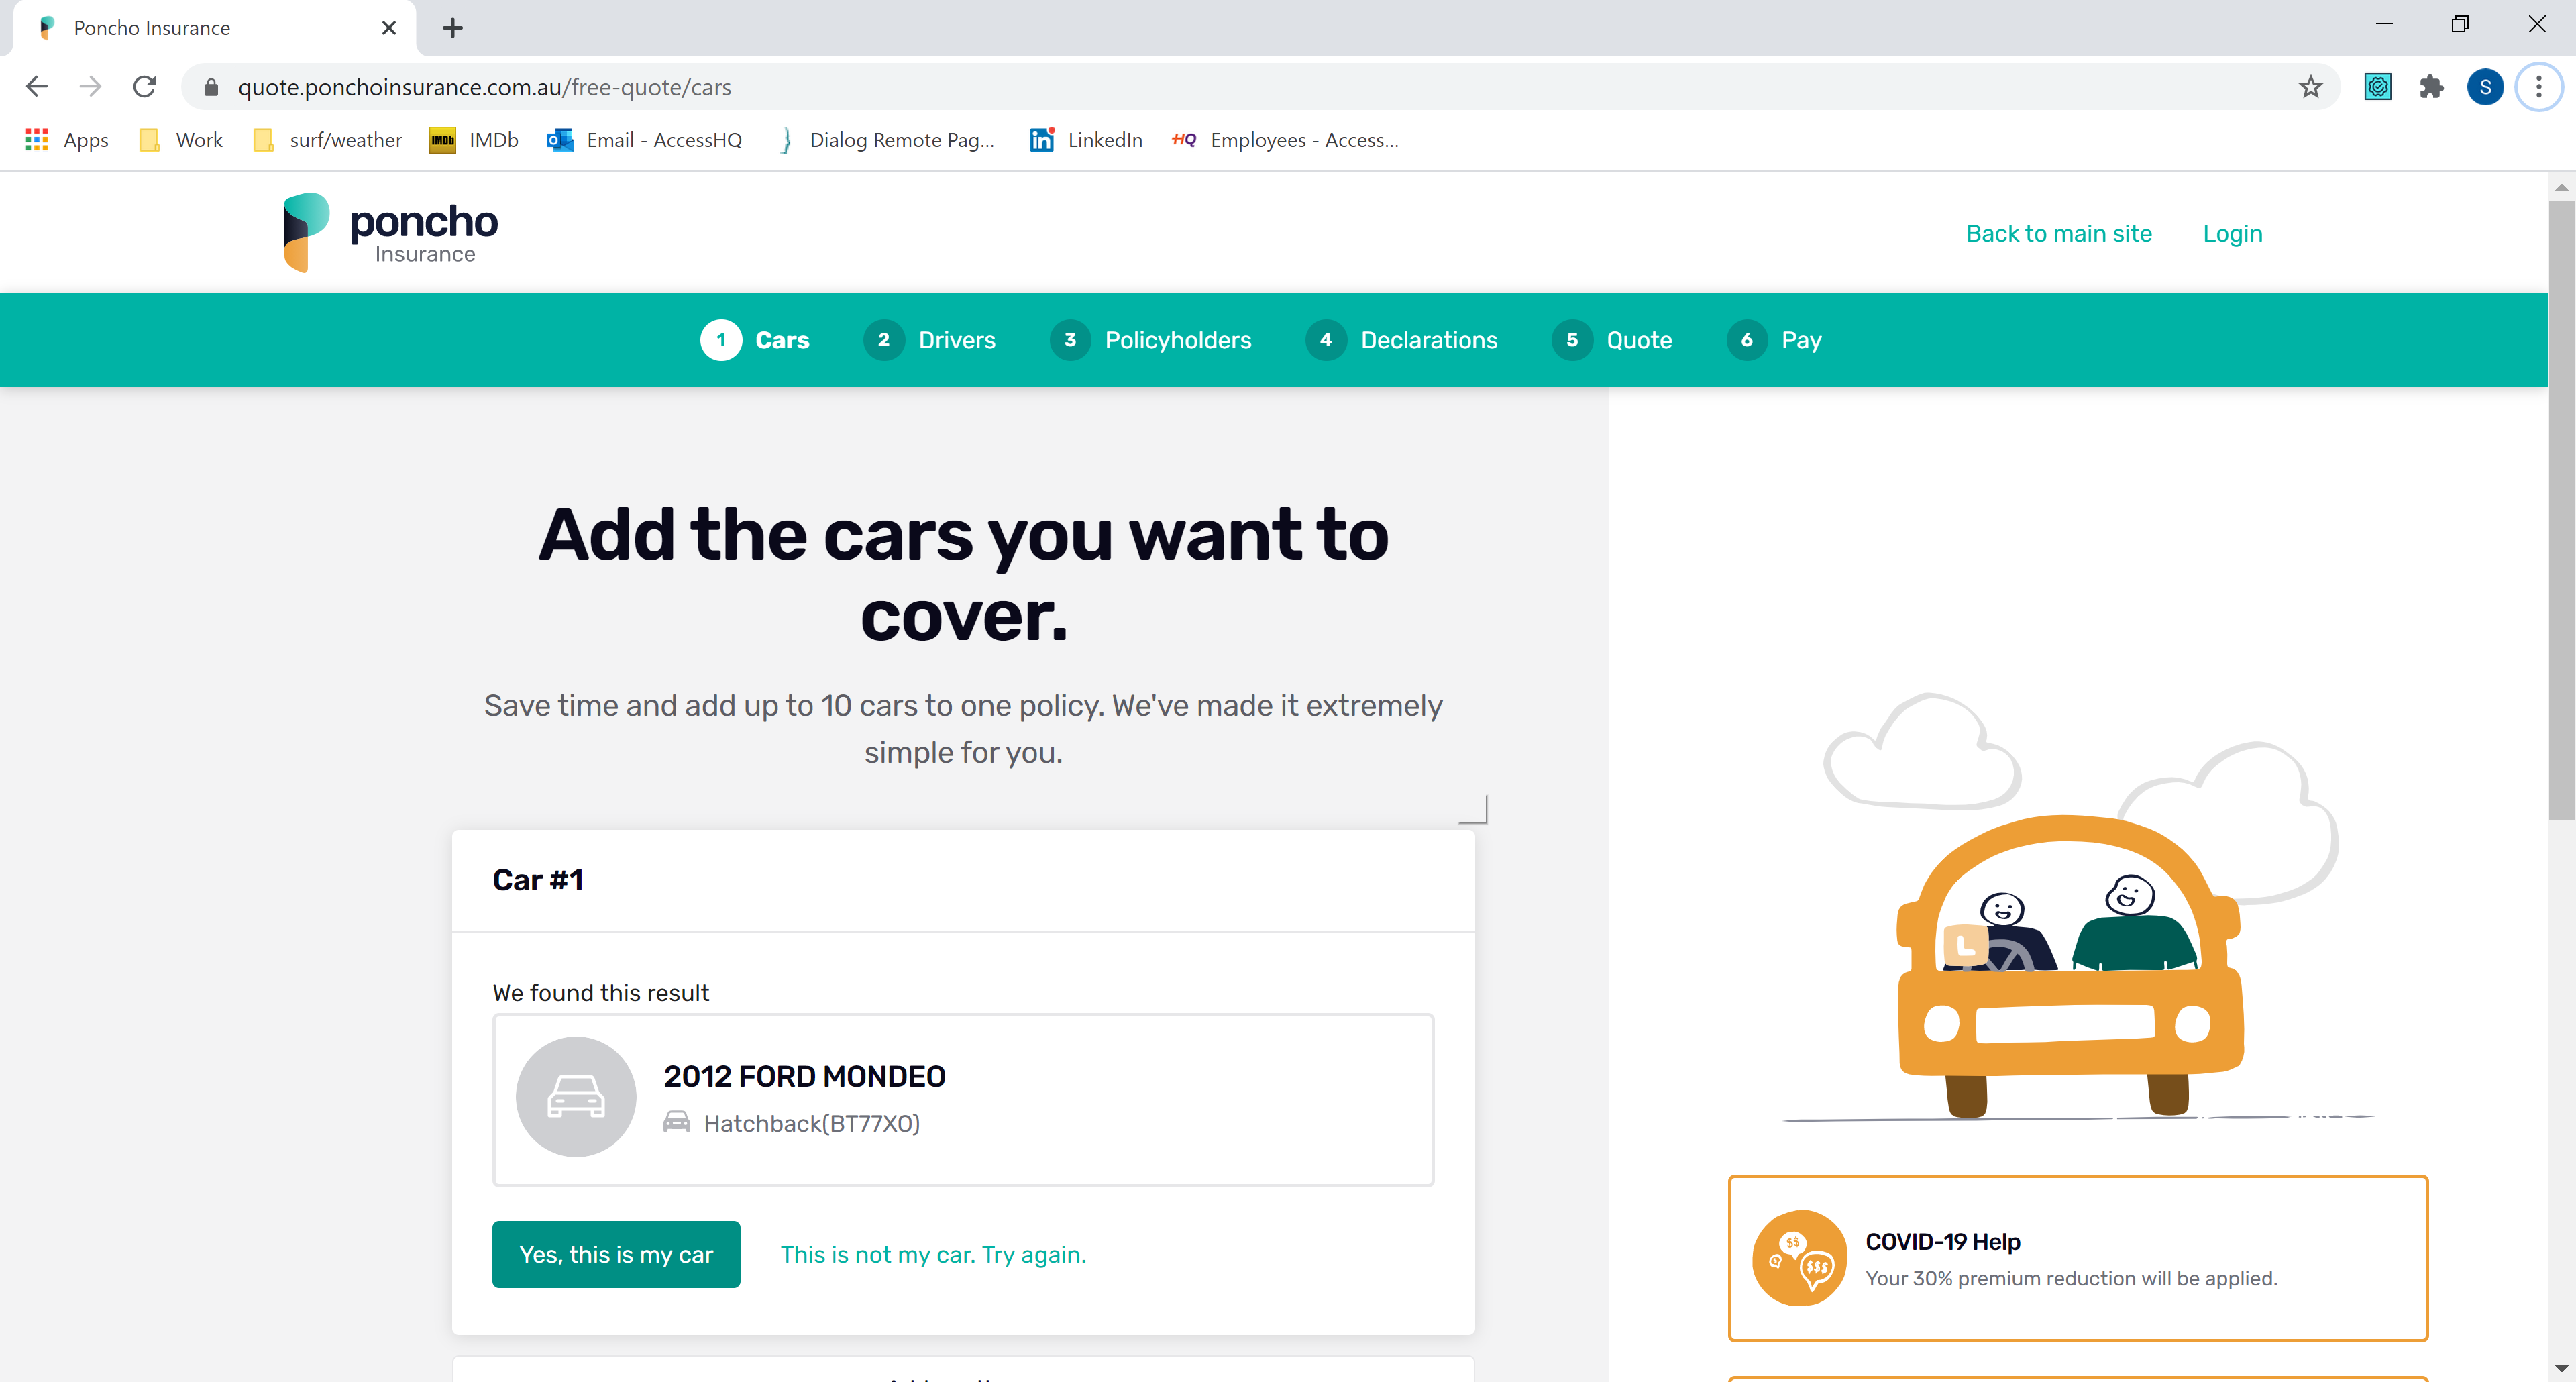 Poncho Insurance
quote.ponchoinsurance.com.au/free-quote/cars
S
Apps
Work
surf/weather
IMDb IMDb
Email - AccessHQ
Dialog Remote Pag...
in LinkedIn
HQ Employees - Access...
poncho
Insurance
Back to main site
Login
1 Cars
2 Drivers
3 Policyholders
4 Declarations
5 Quote
6 Pay
Add the cars you want to
cover.
Save time and add up to 10 cars to one policy. We've made it extremely
simple for you.
Car #1
We found this result
2012 FORD MONDEO
Hatchback(BT77XO)
Yes, this is my car
This is not my car. Try again.
L
$$
$$$
COVID-19 Help
Your 30% premium reduction will be applied.